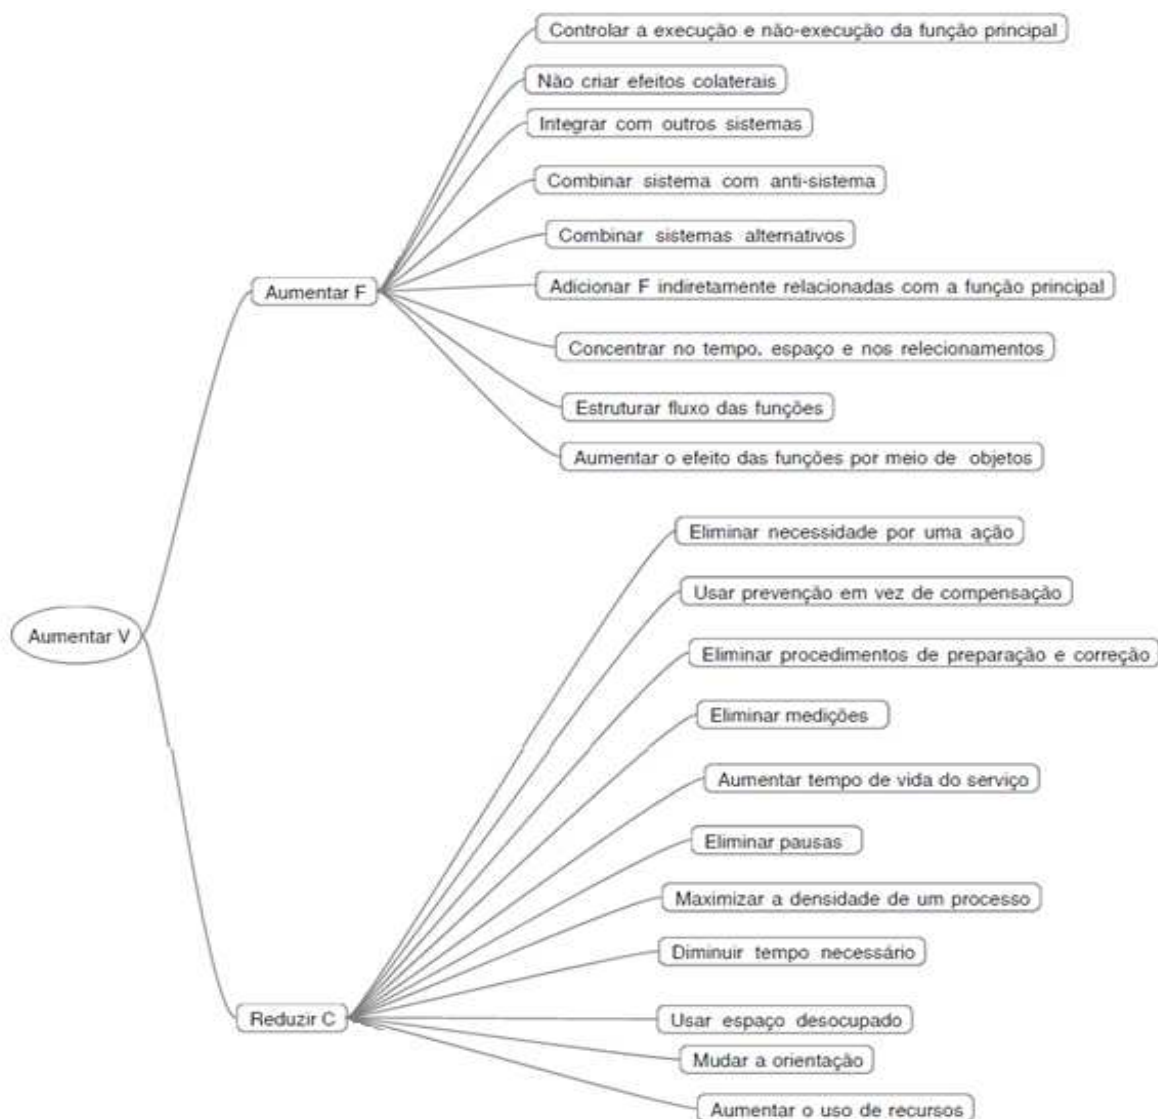 Controlar a execução e não-execução da função principal
Não criar efeitos colaterais
Integrar com outros sistemas
Combinar sistema com anti-sistema
Combinar sistemas alternativos
Aumentar F
Adicionar F indiretamente relacionadas com a função principal
Concentrar no tempo, espaço e nos relecionamentos
Estruturar fluxo das funções
Aumentar o efeito das funções por meio de objetos
Eliminar necessidade por uma ação
Usar prevenção em vez de compensação
Aumentar V
Eliminar procedimentos de preparação e correção
Eliminar medições
Aumentar tempo de vida do serviço
Eliminar pausas
Maximizar a densidade de um processo
Diminuir tempo necessário
Reduzir C
Usar espaço desocupado
Mudar a orientação
Aumentar o uso de recursos